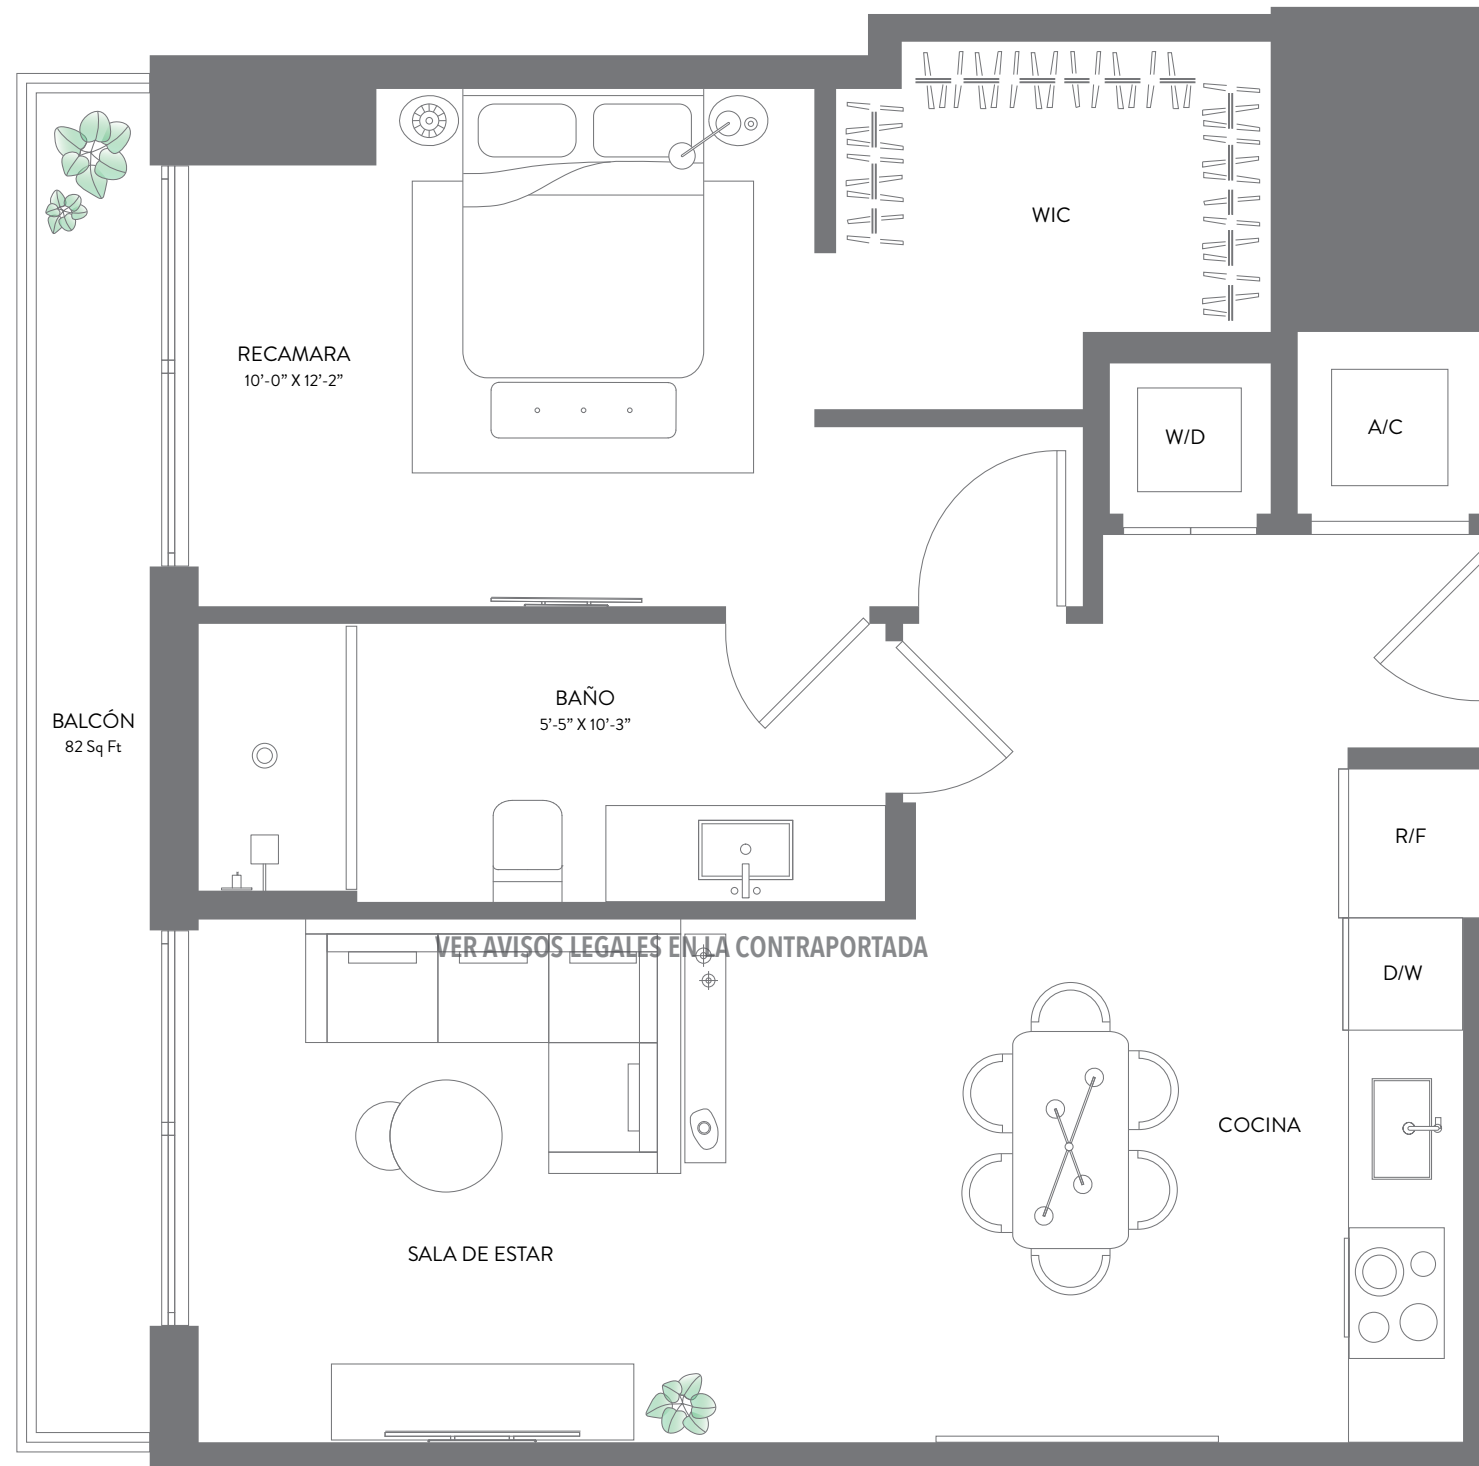 WIC
RECAMARA
10’-0” X 12’-2”
W/D
A/C
BAÑO
5’-5” X 10’-3”
BALCÓN
82 Sq Ft
R/F
VER AVISOS LEGALES EN LA CONTRAPORTADA
D/W
COCINA
SALA DE ESTAR